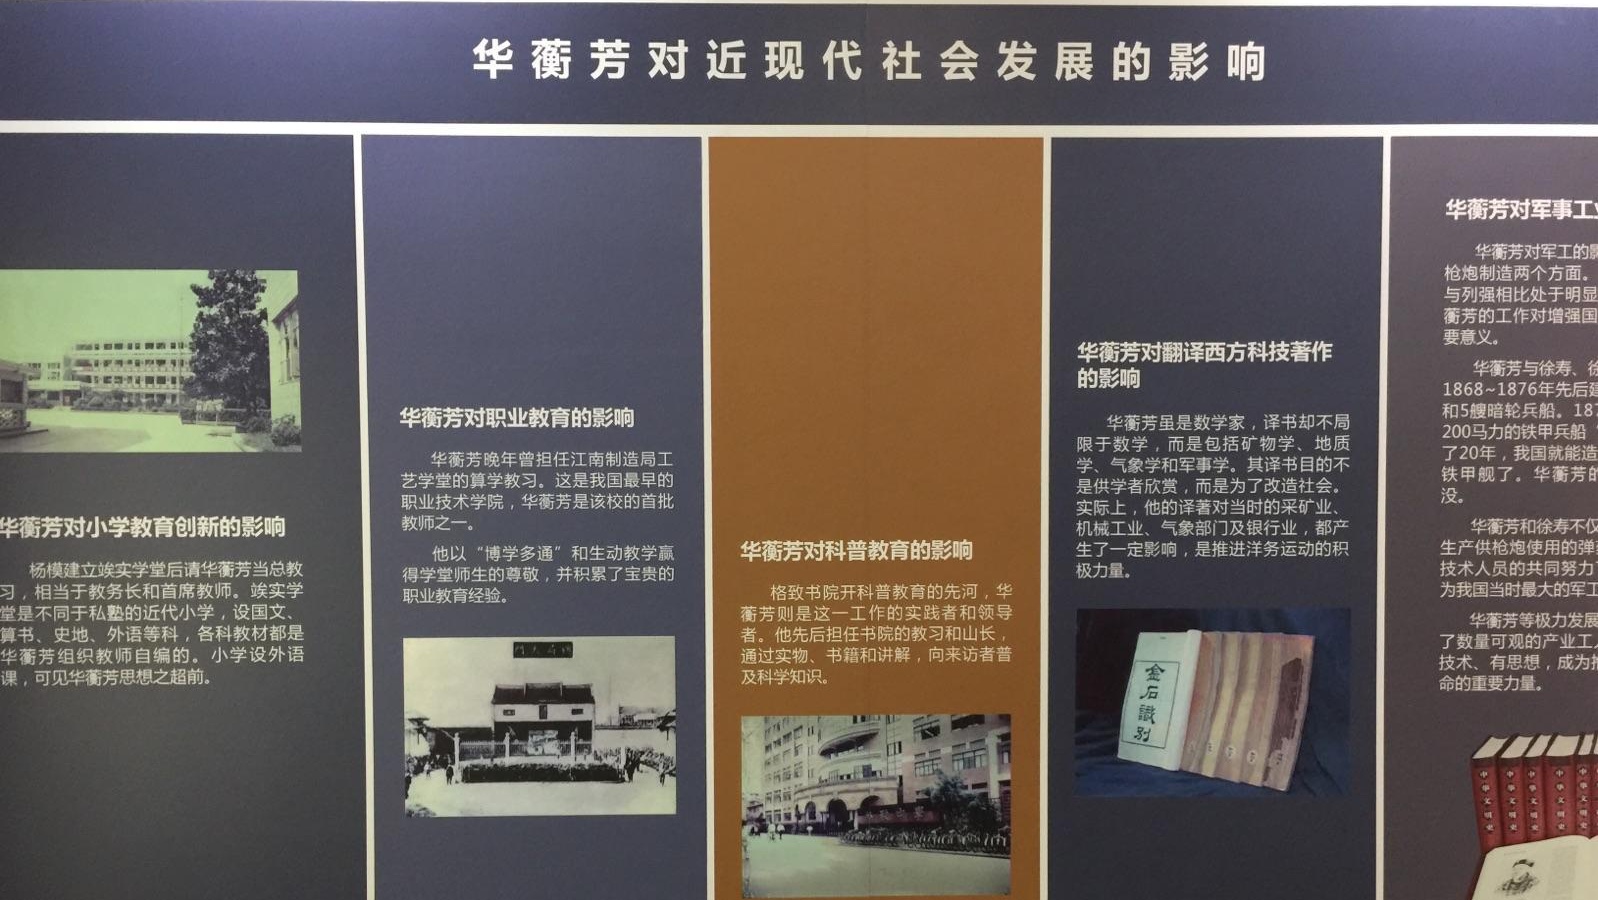 华蘅芳对近现代社会发展的影响
华蘅芳对小学教育创新的影响
杨模建立竢实学堂后请华蘅芳当总教
习，相当于教务长和首席教师。竢实学
堂是不同于私塾的近代小学，设国文、
算书、史地、外语等科，各科教材都是
华蘅芳组织教师自编的。小学设外语
课，可见华蘅芳思想之超前。
华蘅芳对职业教育的影响
华蘅芳晚年曾担任江南制造局工
艺学堂的算学教习。这是我国最早的
职业技术学院，华蘅芳是该校的首批
教师之一。
他以“博学多通”和生动教学赢
得学堂师生的尊敬，并积累了宝贵的
职业教育经验。
华蘅芳对科普教育的影响
格致书院开科普教育的先河，华
蘅芳则是这一工作的实践者和领导
者。他先后担任书院的教习和山长，
通过实物、书籍和讲解，向来访者普
及科学知识。
华蘅芳对翻译西方科技著作
的影响
华蘅芳虽是数学家，译书却不局
限于数学，而是包括矿物学、地质
学、气象学和军事学。其译书目的不
是供学者欣赏，而是为了改造社会。
实际上，他的译著对当时的采矿业、
机械工业、气象部门及银行业，都产
生了一定影响，是推进洋务运动的积
极力量。
金石識别
华蘅芳对军事工业
华蘅芳对军工的影
枪炮制造两个方面。
与列强相比处于明显
蘅芳的工作对增强国
要意义。
华蘅芳与徐寿、徐
1868~1876年先后建
和5艘暗轮兵船。187
200马力的铁甲兵船“
了20年，我国就能造
铁甲舰了。华蘅芳的
没。
华蘅芳和徐寿不仅
生产供枪炮使用的弹药
技术人员的共同努力下
为我国当时最大的军工
华蘅芳等极力发展
了数量可观的产业工人
技术、有思想，成为推
命的重要力量。
中华文明史
中华文明史
中华文明史
中华文明史